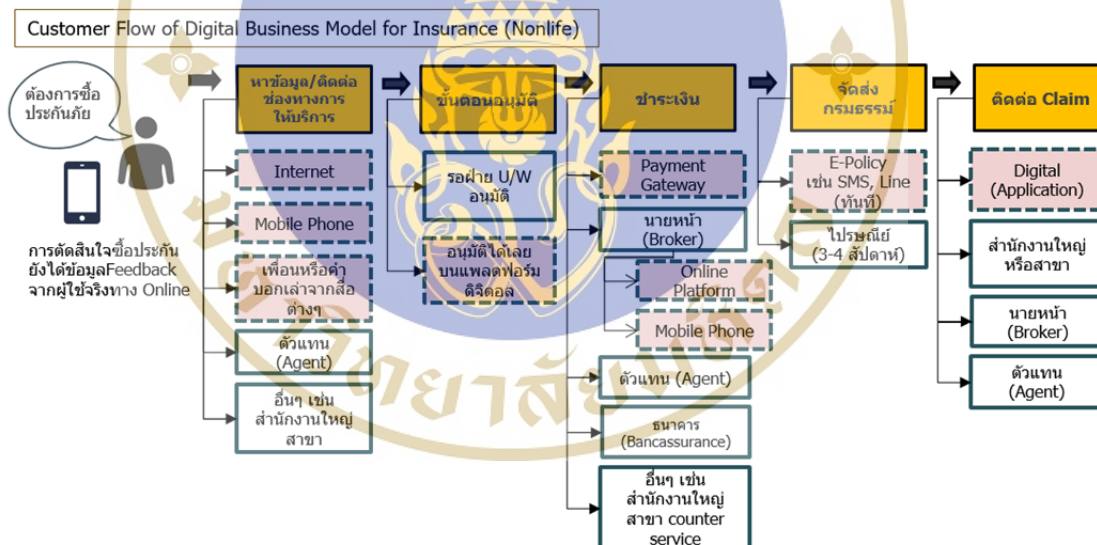 Customer Flow of Digital Business Model for Insurance (Nonlife)
ต้องการซื้อ
ประกันภัย
การตัดสินใจซื้อประกัน
ยังได้ข้อมูลFeedback
จากผู้ใช้จริงทาง Online
หาข้อมูล/ติดต่อ
ช่องทางการ
ให้บริการ
Internet
Mobile Phone
เพื่อนหรือคำ
บอกเล่าจากสื่อ
ต่างๆ
ตัวแทน
(Agent)
อื่นๆ เช่น
สำนักงานใหญ่
สาขา
ขั้นตอนอนุมัติ
รอฝ่าย U/W
อนุมัติ
อนุมัติได้เลย
บนแพลตฟอร์ม
ดิจิตอล
ชำระเงิน
Payment
Gateway
นายหน้า
(Broker)
Online
Platform
Mobile Phone
ตัวแทน (Agent)
ธนาคาร
(Bancassurance)
อื่นๆ เช่น
สำนักงานใหญ่
สาขา counter
service
จัดส่ง
กรมธรรม์
E-Policy
เช่น SMS, Line
(ทันที)
ไปรษณีย์
(3-4 สัปดาห์)
ติดต่อ Claim
Digital
(Application)
สำนักงานใหญ่
หรือสาขา
นายหน้า
(Broker)
ตัวแทน
(Agent)